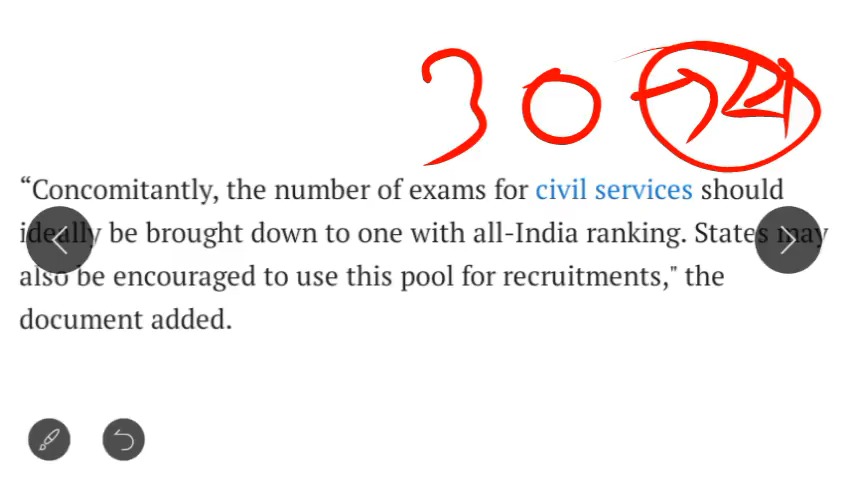 30
“Concomitantly, the number of exams for civil services should
ideally be brought down to one with all-India ranking. States may
also be encouraged to use this pool for recruitments," the
document added.